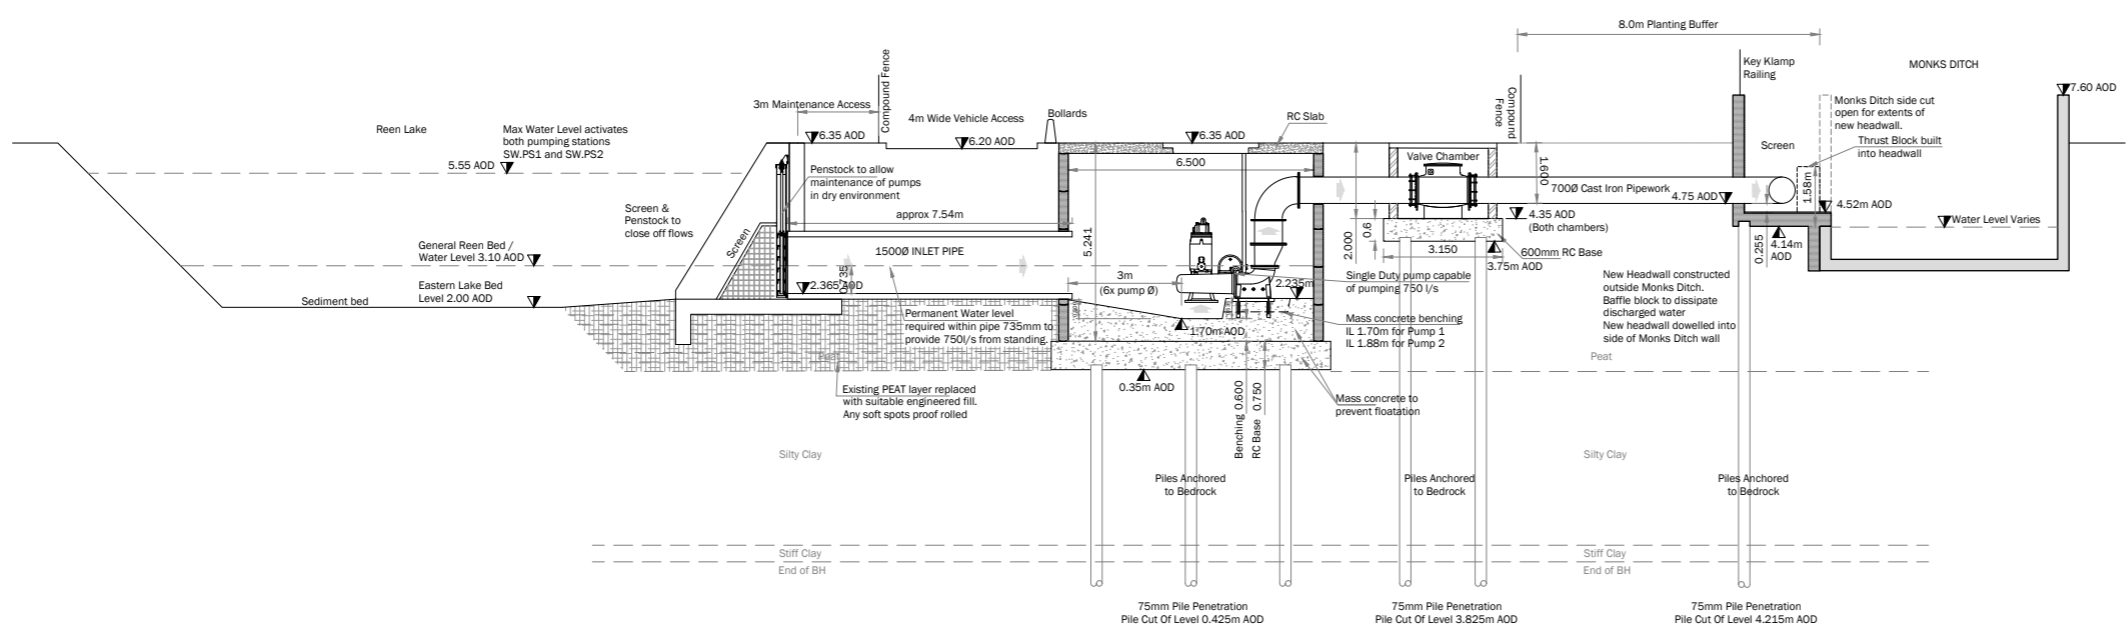 8.0m Planting Buffer
Compound Fence
Key Klamp
Railing
MONKS DITCH
7.60 AOD
3m Maintenance Access
4m Wide Vehicle Access
Bollards
RC Slab
Compound
Fence
Monks Ditch side cut
open for extents of
new headwall.
Reen Lake
Max Water Level activates
both pumping stations
SW.PS1 and SW.PS2
5.55 AOD
6.35 AOD
6.20 AOD
6.35 AOD
Screen
Thrust Block built
into headwall
6.500
Valve Chamber
1.600
Penstock to allow
maintenance of pumps
in dry environment
700Ø Cast Iron Pipework
4.75 AOD
1.58m
4.52m AOD
Screen &
Penstock to
close off flows
approx 7.54m
4.35 AOD
(Both chambers)
Water Level Varies
Screen
General Reen Bed /
Water Level 3.10 AOD
1500Ø INLET PIPE
5.241
2.000
0.6
3.150
600mm RC Base
3.75m AOD
0.255
4.14m
AOD
Eastern Lake Bed
Level 2.00 AOD
Sediment bed
2.365 AOD
3m
(6x pump Ø)
2.235m
Single Duty pump capable
of pumping 750 l/s
New Headwall constructed
outside Monks Ditch.
Baffle block to dissipate
discharged water
New headwall dowelled into
side of Monks Ditch wall
Permanent Water level
required within pipe 735mm to
provide 750l/s from standing.
1.70m AOD
Mass concrete benching
IL 1.70m for Pump 1
IL 1.88m for Pump 2
Peat
Peat
0.35m AOD
Existing PEAT layer replaced
with suitable engineered fill.
Any soft spots proof rolled
Benching 0.600
RC Base 0.750
Mass concrete to
prevent floatation
Silty Clay
Silty Clay
Piles Anchored
to Bedrock
Piles Anchored
to Bedrock
Piles Anchored
to Bedrock
Stiff Clay
Stiff Clay
End of BH
End of BH
75mm Pile Penetration
Pile Cut Of Level 0.425m AOD
75mm Pile Penetration
Pile Cut Of Level 3.825m AOD
75mm Pile Penetration
Pile Cut Of Level 4.215m AOD